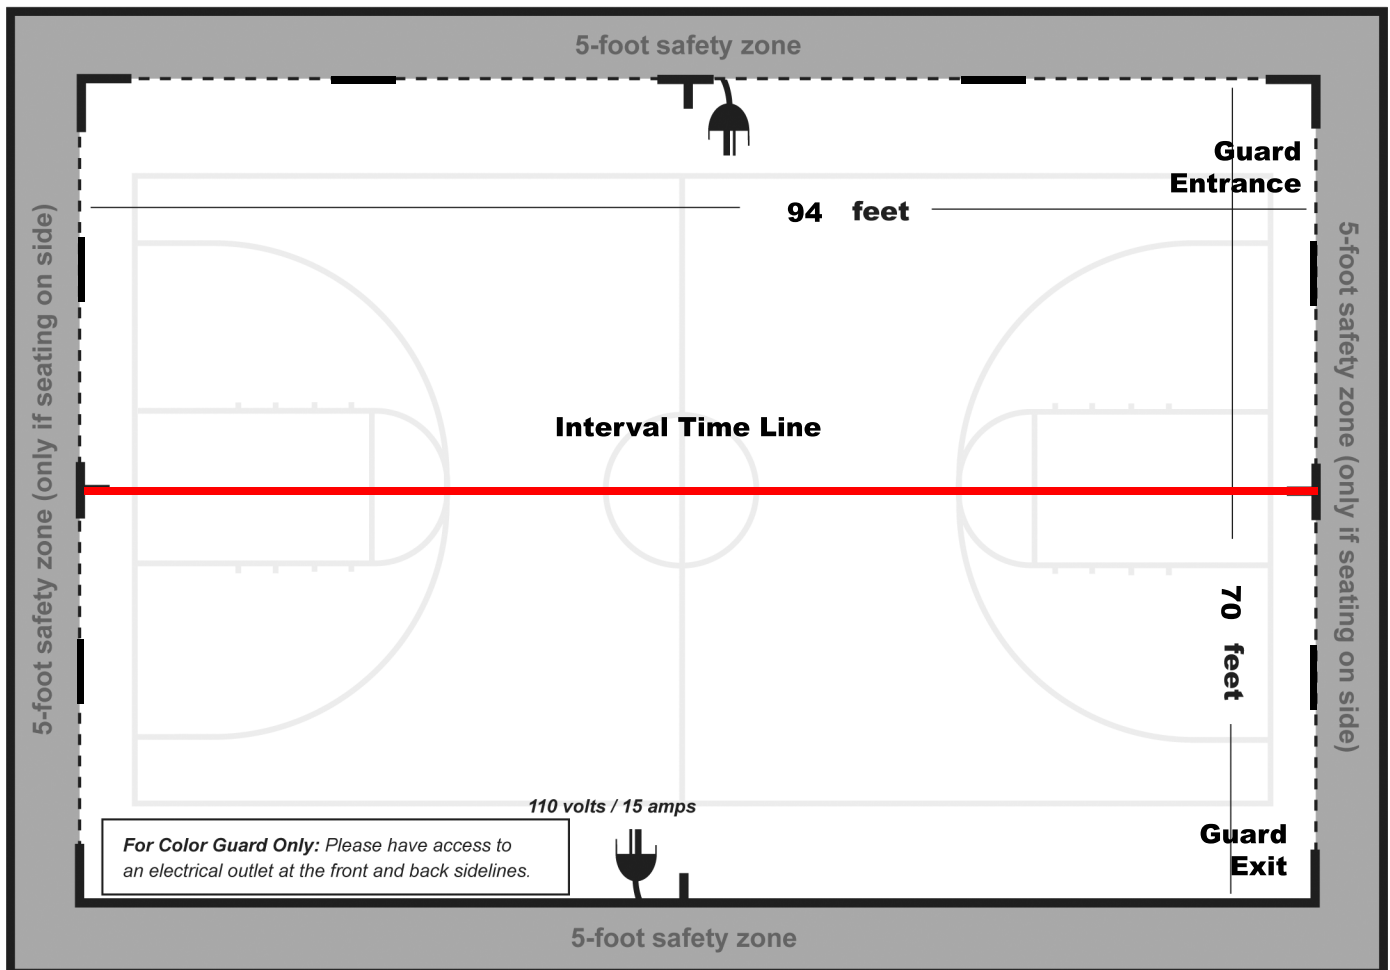 5-foot safety zone
Guard
Entrance
94 feet
5-foot safety zone (only if seating on side)
5-foot safety zone (only if seating on side)
Interval Time Line
70 feet
110 volts / 15 amps
For Color Guard Only: Please have access to
an electrical outlet at the front and back sidelines.
Guard
Exit
5-foot safety zone